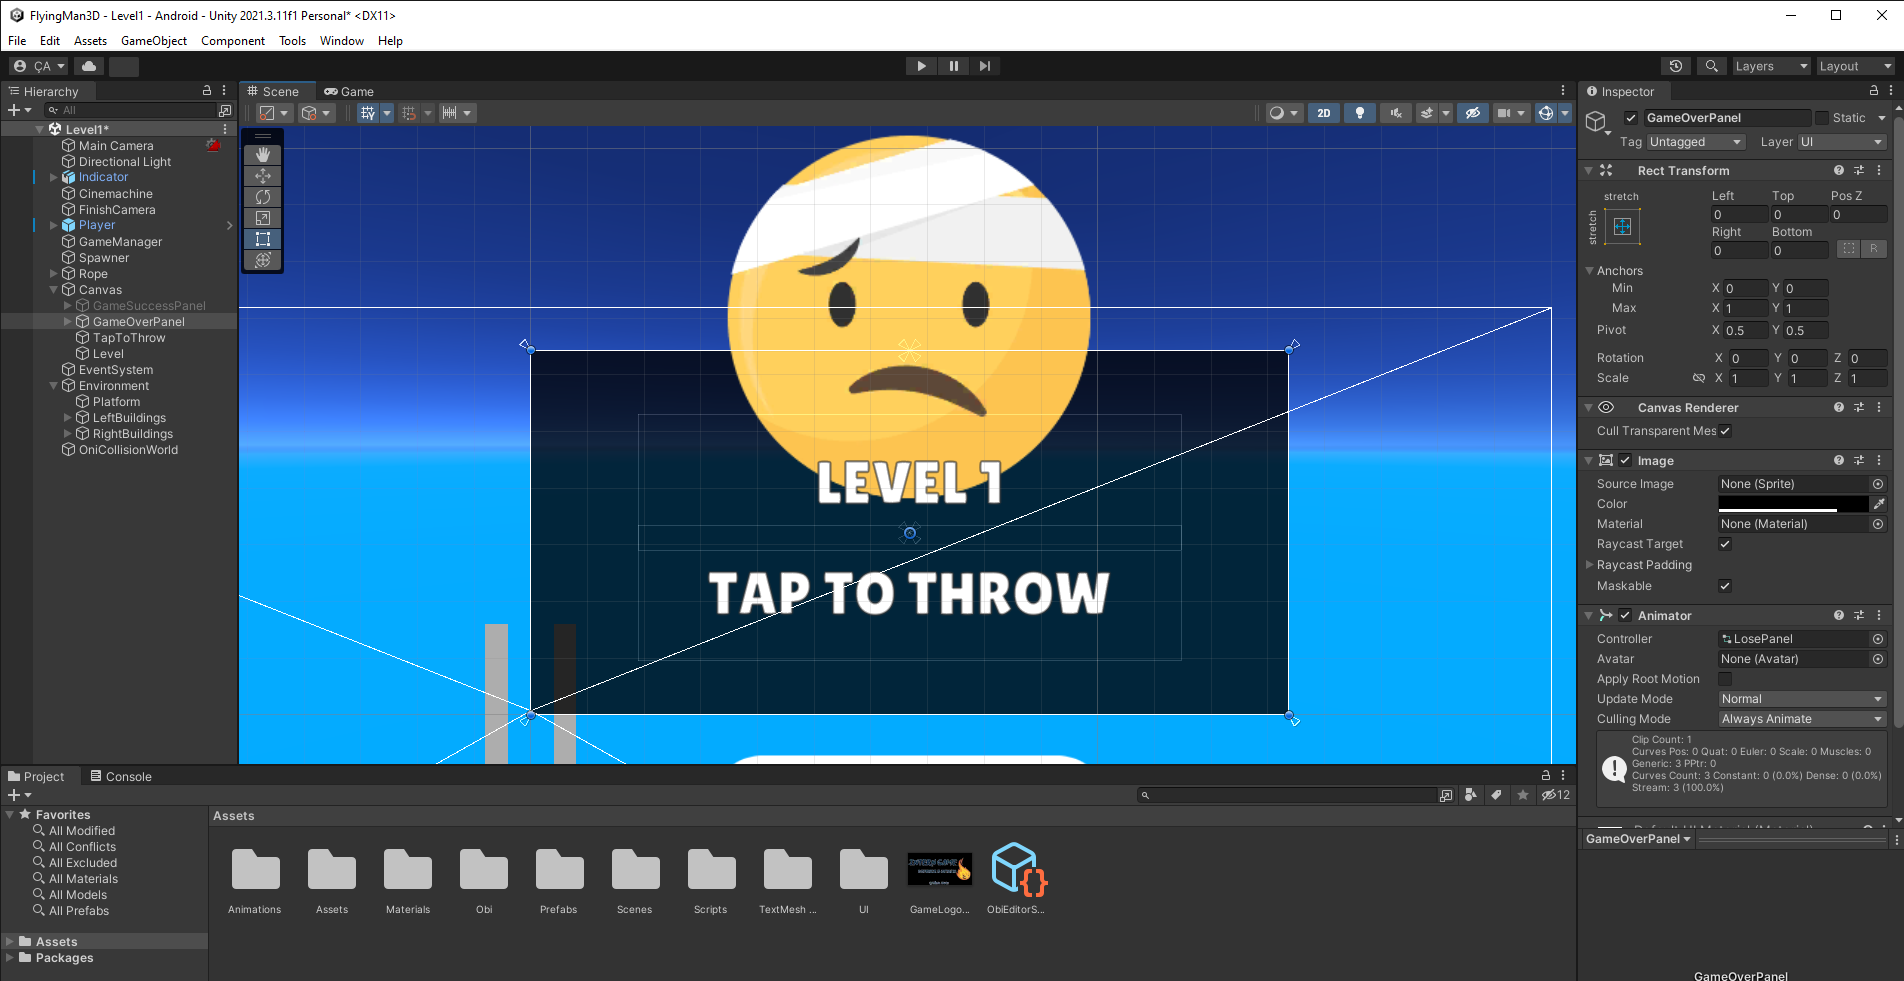 FlyingMan3D - Level1 - Android - Unity 2021.3.11f1 Personal* <DX11>
File Edit Assets GameObject Component Tools Window Help
ÇA
Layers Layout
Hierarchy
All
Level1*
Main Camera
Directional Light
Indicator
Cinemachine
FinishCamera
Player
GameManager
Spawner
Rope
Canvas
GameSuccessPanel
GameOverPanel
TapToThrow
Level
EventSystem
Environment
Platform
LeftBuildings
RightBuildings
OniCollisionWorld
Scene Game
2D
LEVEL 1
TAP TO THROW
Inspector
GameOverPanel Static
Tag Untagged Layer UI
Rect Transform
stretch
stretch
Left Top Pos Z
0 0 0
Right Bottom
0 0 R
Anchors
Min X 0 Y 0
Max X 1 Y 1
Pivot X 0.5 Y 0.5
Rotation X 0 Y 0 Z 0
Scale X 1 Y 1 Z 1
Canvas Renderer
Cull Transparent Mes
Image
Source Image None (Sprite)
Color
Material None (Material)
Raycast Target
Raycast Padding
Maskable
Animator
Controller LosePanel
Avatar None (Avatar)
Apply Root Motion
Update Mode Normal
Culling Mode Always Animate
Clip Count: 1
Curves Pos: 0 Quat: 0 Euler: 0 Scale: 0 Muscles: 0
Generic: 3 PPtr: 0
Curves Count: 3 Constant: 0 (0.0%) Dense: 0 (0.0%)
Stream: 3 (100.0%)
GameOverPanel
GameOverPanel
Project Console
12
Favorites
All Modified
All Conflicts
All Excluded
All Materials
All Models
All Prefabs
Assets
Packages
Assets
Animations Assets Materials Obi Prefabs Scenes Scripts TextMesh ... UI GameLogo... ObiEditorS...